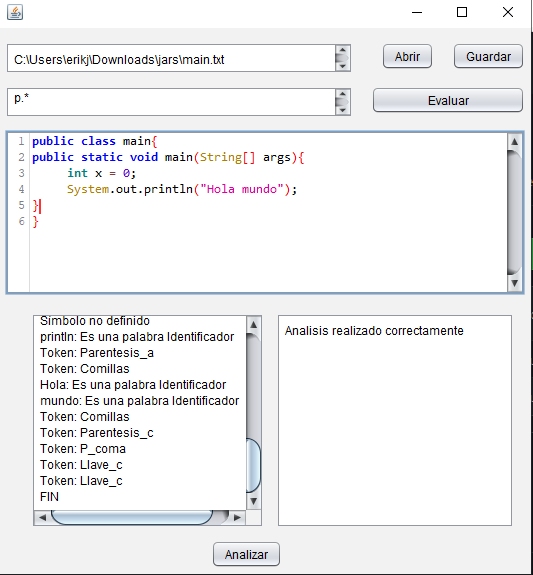 C:\Users\erikj\Downloads\jars\main.txt
Abrir
Guardar
p.*
Evaluar
1 public class main{
2 public static void main(String[] args){
3     int x = 0;
4     System.out.println("Hola mundo");
5 }
6 }
Simbolo no definido
println: Es una palabra Identificador
Token: Parentesis_a
Token: Comillas
Hola: Es una palabra Identificador
mundo: Es una palabra Identificador
Token: Comillas
Token: Parentesis_c
Token: P_coma
Token: Llave_c
Token: Llave_c
FIN
Analisis realizado correctamente
Analizar